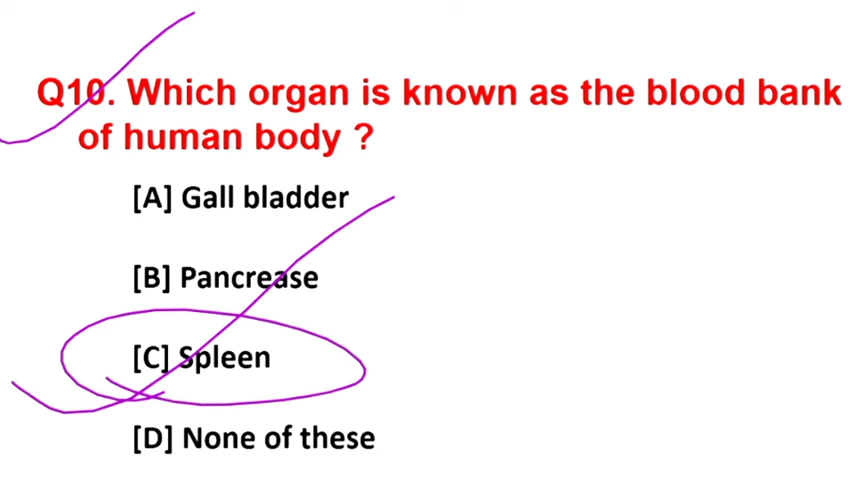 Q10. Which organ is known as the blood bank
of human body ?
[A] Gall bladder
[B] Pancrease
[C] Spleen
[D] None of these